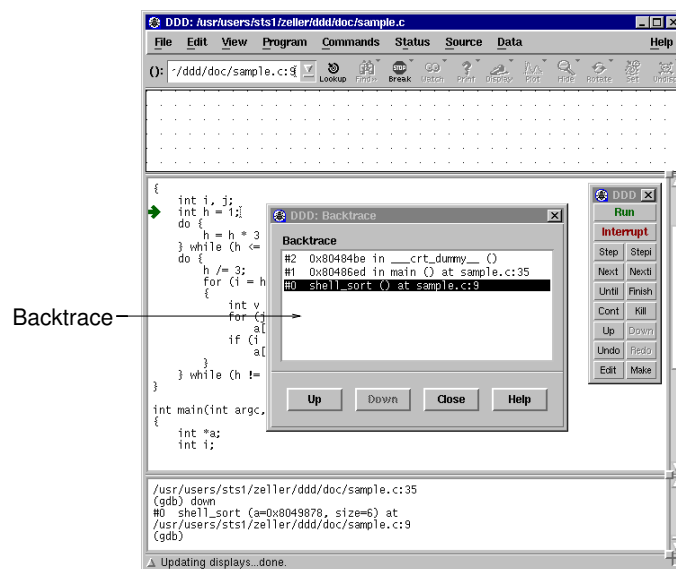 DDD: /usr/users/sts1/zeller/ddd/doc/sample.c
File Edit View Program Commands Status Source Data Help
(): ~/ddd/doc/sample.c:9 Lookup Find» Break Watch Print Display Plot Hide Rotate Set Undisp
{
int i, j;
int h = 1;
do {
h = h * 3
} while (h <=
do {
h /= 3;
for (i = h
{
int v
for (j
a[
if (i
a[
}
} while (h !=
}
int main(int argc,
{
int *a;
int i;
DDD: Backtrace
Backtrace
#2 0x80484be in ___crt_dummy__ ()
#1 0x80486ed in main () at sample.c:35
#0 shell_sort () at sample.c:9
Up Down Close Help
DDD
Run
Interrupt
Step Stepi
Next Nexti
Until Finish
Cont Kill
Up Down
Undo Redo
Edit Make
Backtrace
/usr/users/sts1/zeller/ddd/doc/sample.c:35
(gdb) down
#0 shell_sort (a=0x8049878, size=6) at
/usr/users/sts1/zeller/ddd/doc/sample.c:9
(gdb)
Updating displays...done.